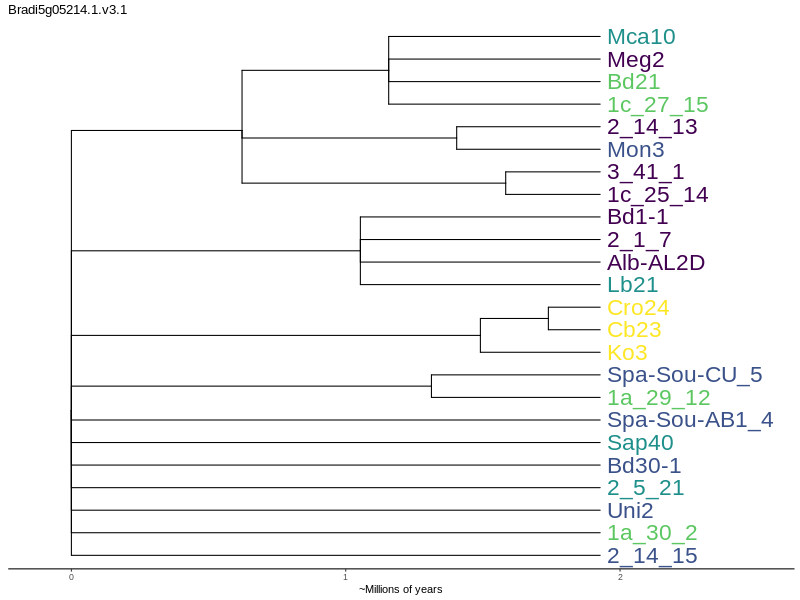 Bradi5g05214.1.v3.1
Mca10
Meg2
Bd21
1c_27_15
2_14_13
Mon3
3_41_1
1c_25_14
Bd1-1
2_1_7
Alb-AL2D
Lb21
Cro24
Cb23
Ko3
Spa-Sou-CU_5
1a_29_12
Spa-Sou-AB1_4
Sap40
Bd30-1
2_5_21
Uni2
1a_30_2
2_14_15
0 1 2
~Millions of years